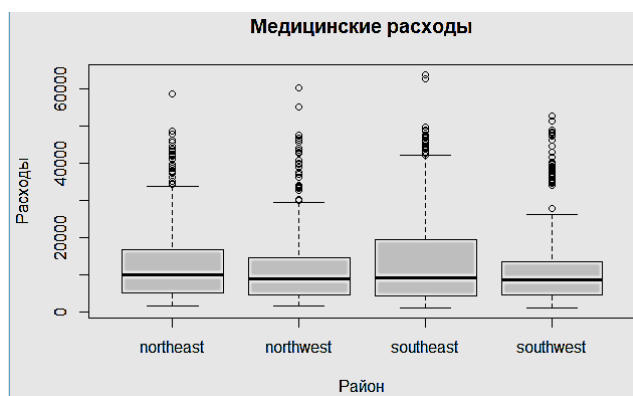 Медицинские расходы
60000
40000
20000
0
Расходы
northeast northwest southeast southwest
Район